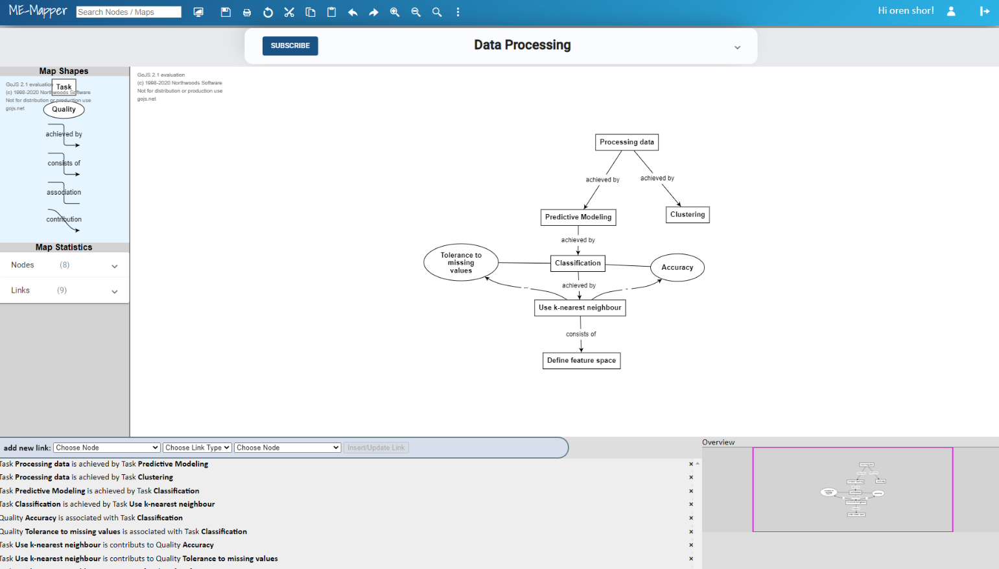 ME-Mapper
Search Nodes / Maps
Hi oren shor!
SUBSCRIBE
Data Processing
Map Shapes
GoJS 2.1 evaluation
(c) 1998-2020 Northwoods Software
Not for distribution or production use
gojs.net
Task
Quality
achieved by
consists of
association
contribution
Map Statistics
Nodes (8)
Links (9)
GoJS 2.1 evaluation
(c) 1998-2020 Northwoods Software
Not for distribution or production use
gojs.net
Processing data
achieved by
achieved by
Predictive Modeling
Clustering
achieved by
Tolerance to
missing
values
Classification
Accuracy
achieved by
Use k-nearest neighbour
consists of
Define feature space
add new link: Choose Node Choose Link Type Choose Node Insert/Update Link
Task Processing data is achieved by Task Predictive Modeling
Task Processing data is achieved by Task Clustering
Task Predictive Modeling is achieved by Task Classification
Task Classification is achieved by Task Use k-nearest neighbour
Quality Accuracy is associated with Task Classification
Quality Tolerance to missing values is associated with Task Classification
Task Use k-nearest neighbour is contributs to Quality Accuracy
Task Use k-nearest neighbour is contributs to Quality Tolerance to missing values
Overview